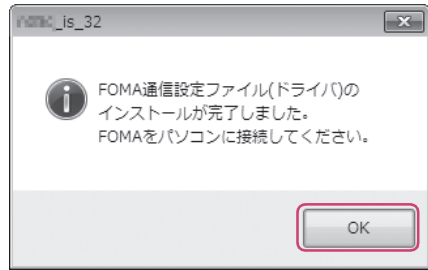 _is_32
FOMA通信設定ファイル(ドライバ)の
インストールが完了しました。
FOMAをパソコンに接続してください。
OK